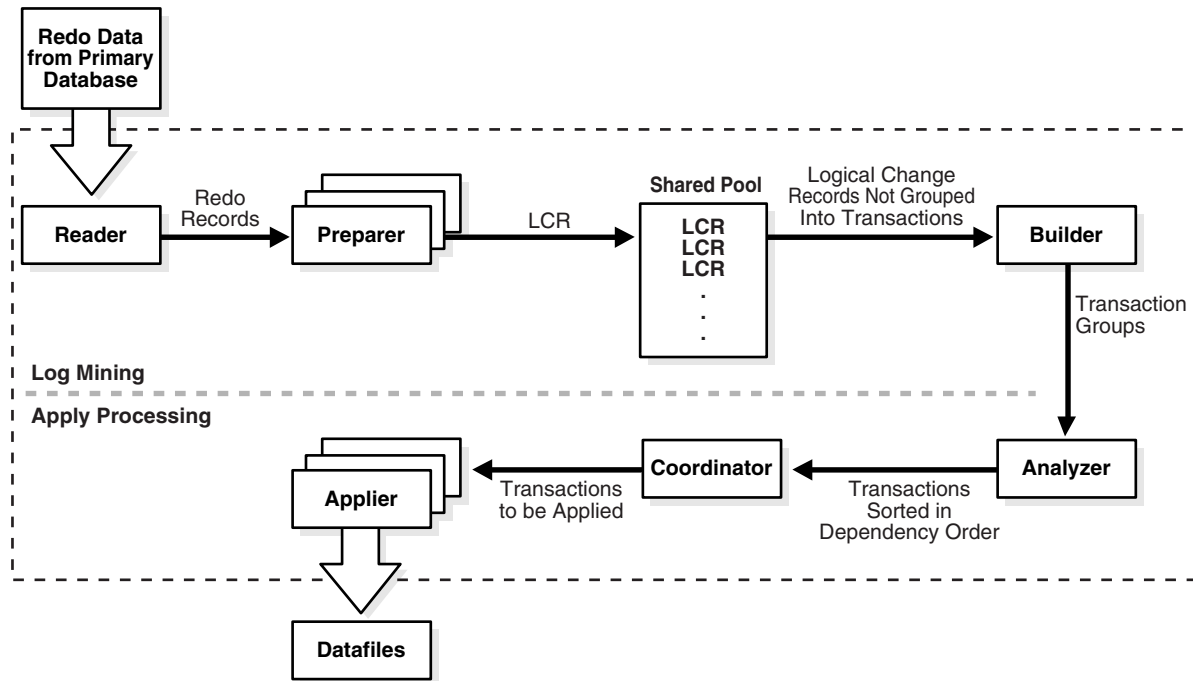 Redo Data
from Primary
Database
Reader
Redo
Records
Preparer
LCR
Shared Pool
LCR
LCR
LCR
.
.
.
Logical Change
Records Not Grouped
Into Transactions
Builder
Transaction
Groups
Log Mining
Apply Processing
Analyzer
Transactions
Sorted in
Dependency Order
Coordinator
Transactions
to be Applied
Applier
Datafiles